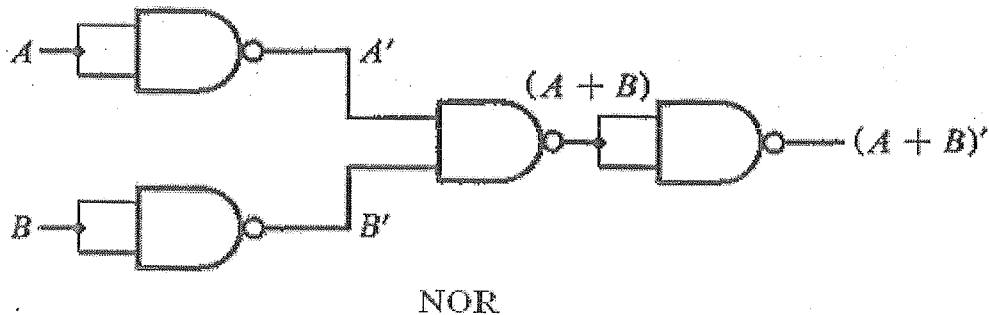 A
A′
(A + B)
(A + B)′
B
B′
NOR